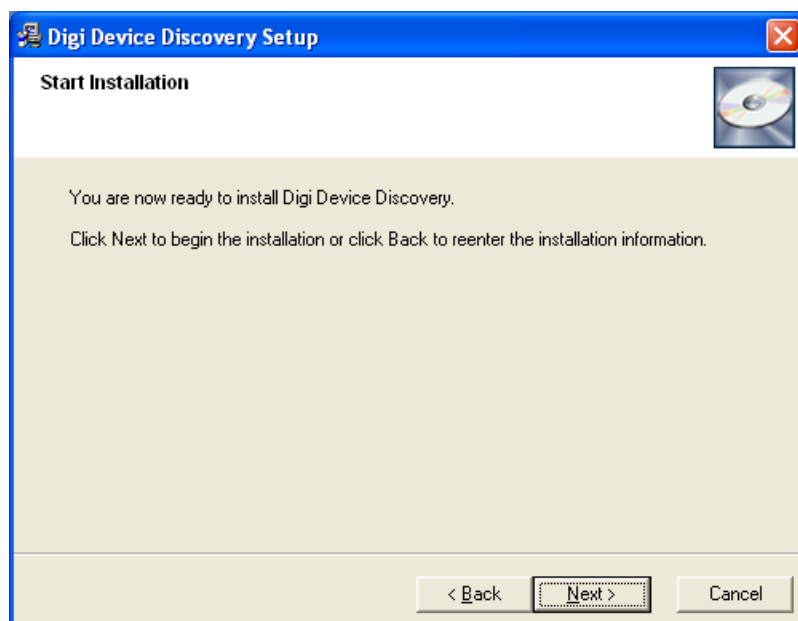 Digi Device Discovery Setup
Start Installation
You are now ready to install Digi Device Discovery.
Click Next to begin the installation or click Back to reenter the installation information.
< Back
Next >
Cancel